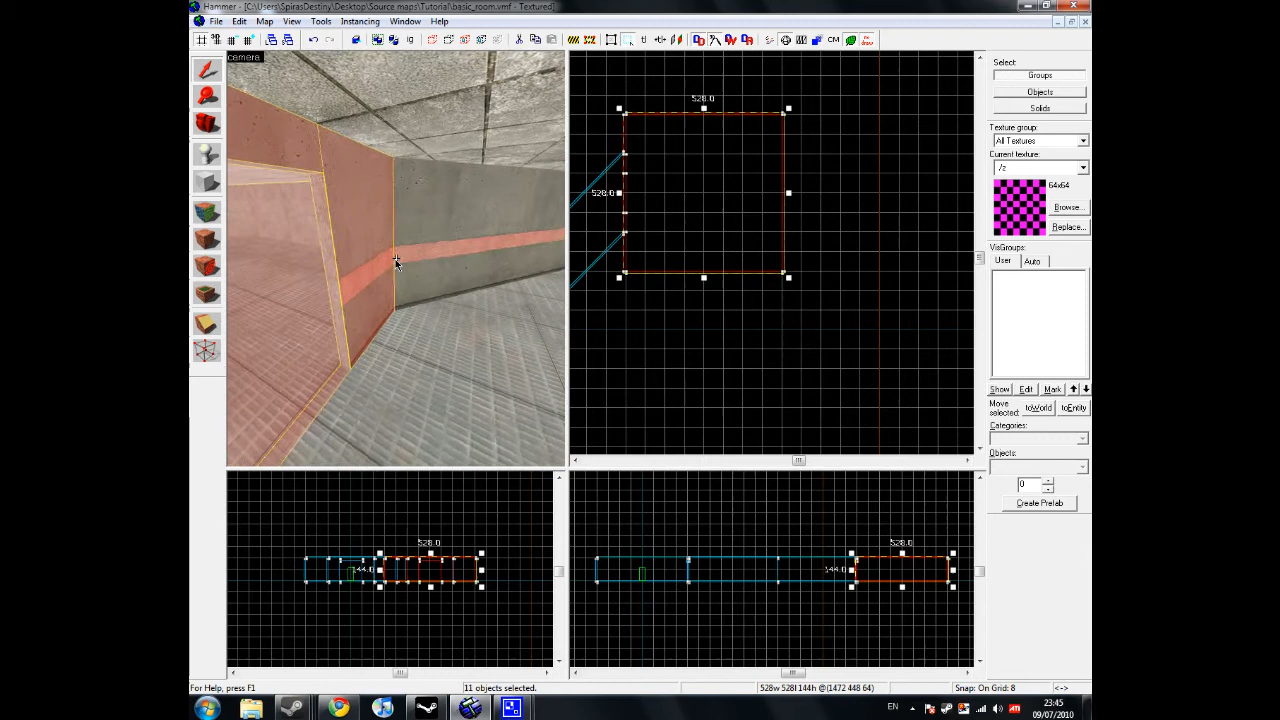 Hammer - [C:\Users\SpirasDestiny\Desktop\Source maps\Tutorial\basic_room.vmf - Textured]
File Edit Map View Tools Instancing Window Help
camera
528.0
528.0
528.0
144.0
528.0
144.0
Select:
Groups
Objects
Solids
Texture group:
All Textures
Current texture:
/z
64x64
Browse...
Replace...
VisGroups:
User Auto
Show Edit Mark
Move selected:
toWorld toEntity
Categories:
Objects:
0
Create Prefab
For Help, press F1
11 objects selected.
528w 528l 144h @(1472 448 64)
Snap: On Grid: 8
<->
EN
23:45
09/07/2010